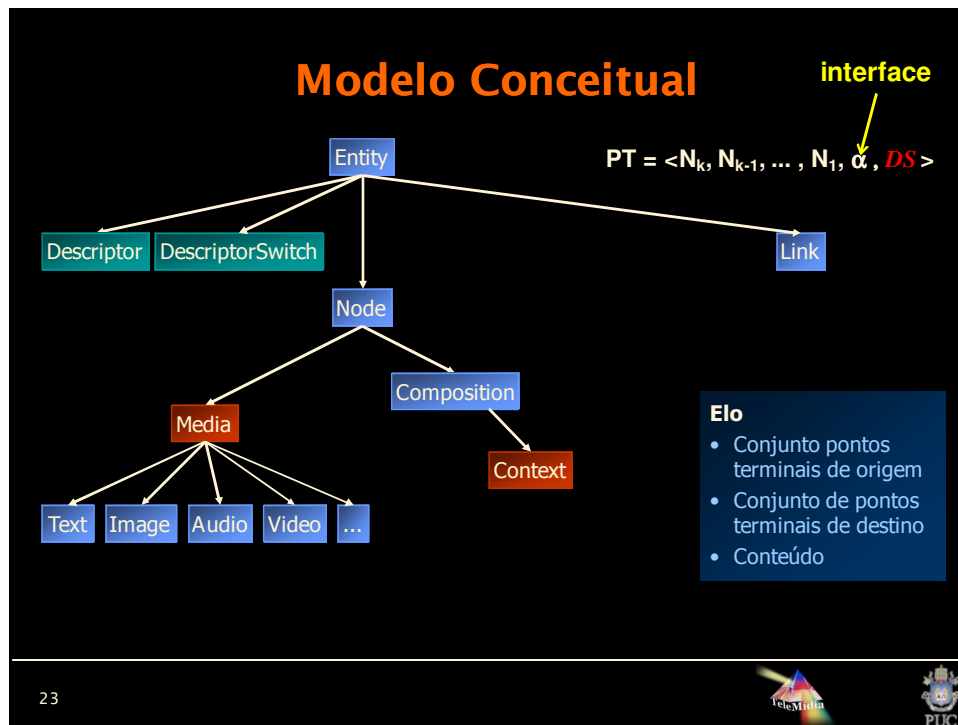 Modelo Conceitual
interface
PT = <Nk, Nk-1, ... , N1, α , DS >
Entity
Descriptor
DescriptorSwitch
Link
Node
Composition
Media
Context
Text
Image
Audio
Video
...
Elo
• Conjunto pontos
terminais de origem
• Conjunto de pontos
terminais de destino
• Conteúdo
23
TeleMídia
PUC